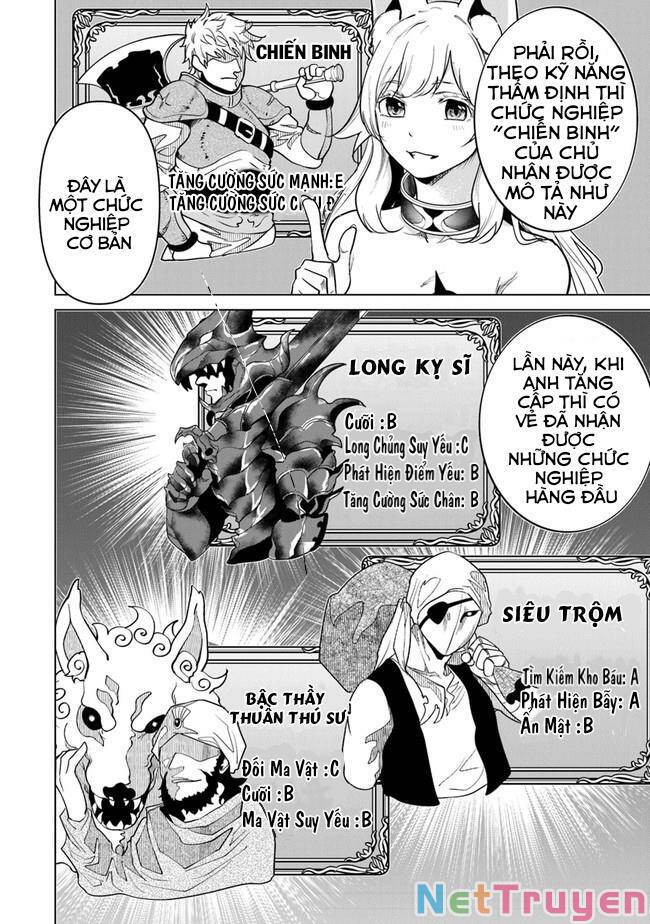 CHIẾN BINH
TĂNG CƯỜNG SỨC MẠNH:E
TĂNG CƯỜNG SỨC
PHẢI RỒI,
THEO KỸ NĂNG
THẨM ĐỊNH THÌ
CHỨC NGHIỆP
"CHIẾN BINH"
CỦA CHỦ
NHÂN ĐƯỢC
MÔ TẢ NHƯ
NÀY
ĐÂY LÀ
MỘT CHỨC
NGHIỆP
CƠ BẢN
LẦN NÀY, KHI
ANH TĂNG
CẤP THÌ CÓ
VẺ ĐÃ NHẬN
ĐƯỢC
NHỮNG CHỨC
NGHIỆP
HÀNG ĐẦU
LONG KỴ SĨ
Cưỡi :B
Long Chủng Suy Yếu :C
Phát Hiện Điểm Yếu: B
Tăng Cường Sức Chân: B
SIÊU TRỘM
Tìm Kiếm Kho Báu: A
Phát Hiện Bẫy: A
Ẩn Mật :B
BẬC THẦY
THUẦN THÚ SƯ
Đối Ma Vật :C
Cưỡi :B
Ma Vật Suy Yếu :B
NetTruyen